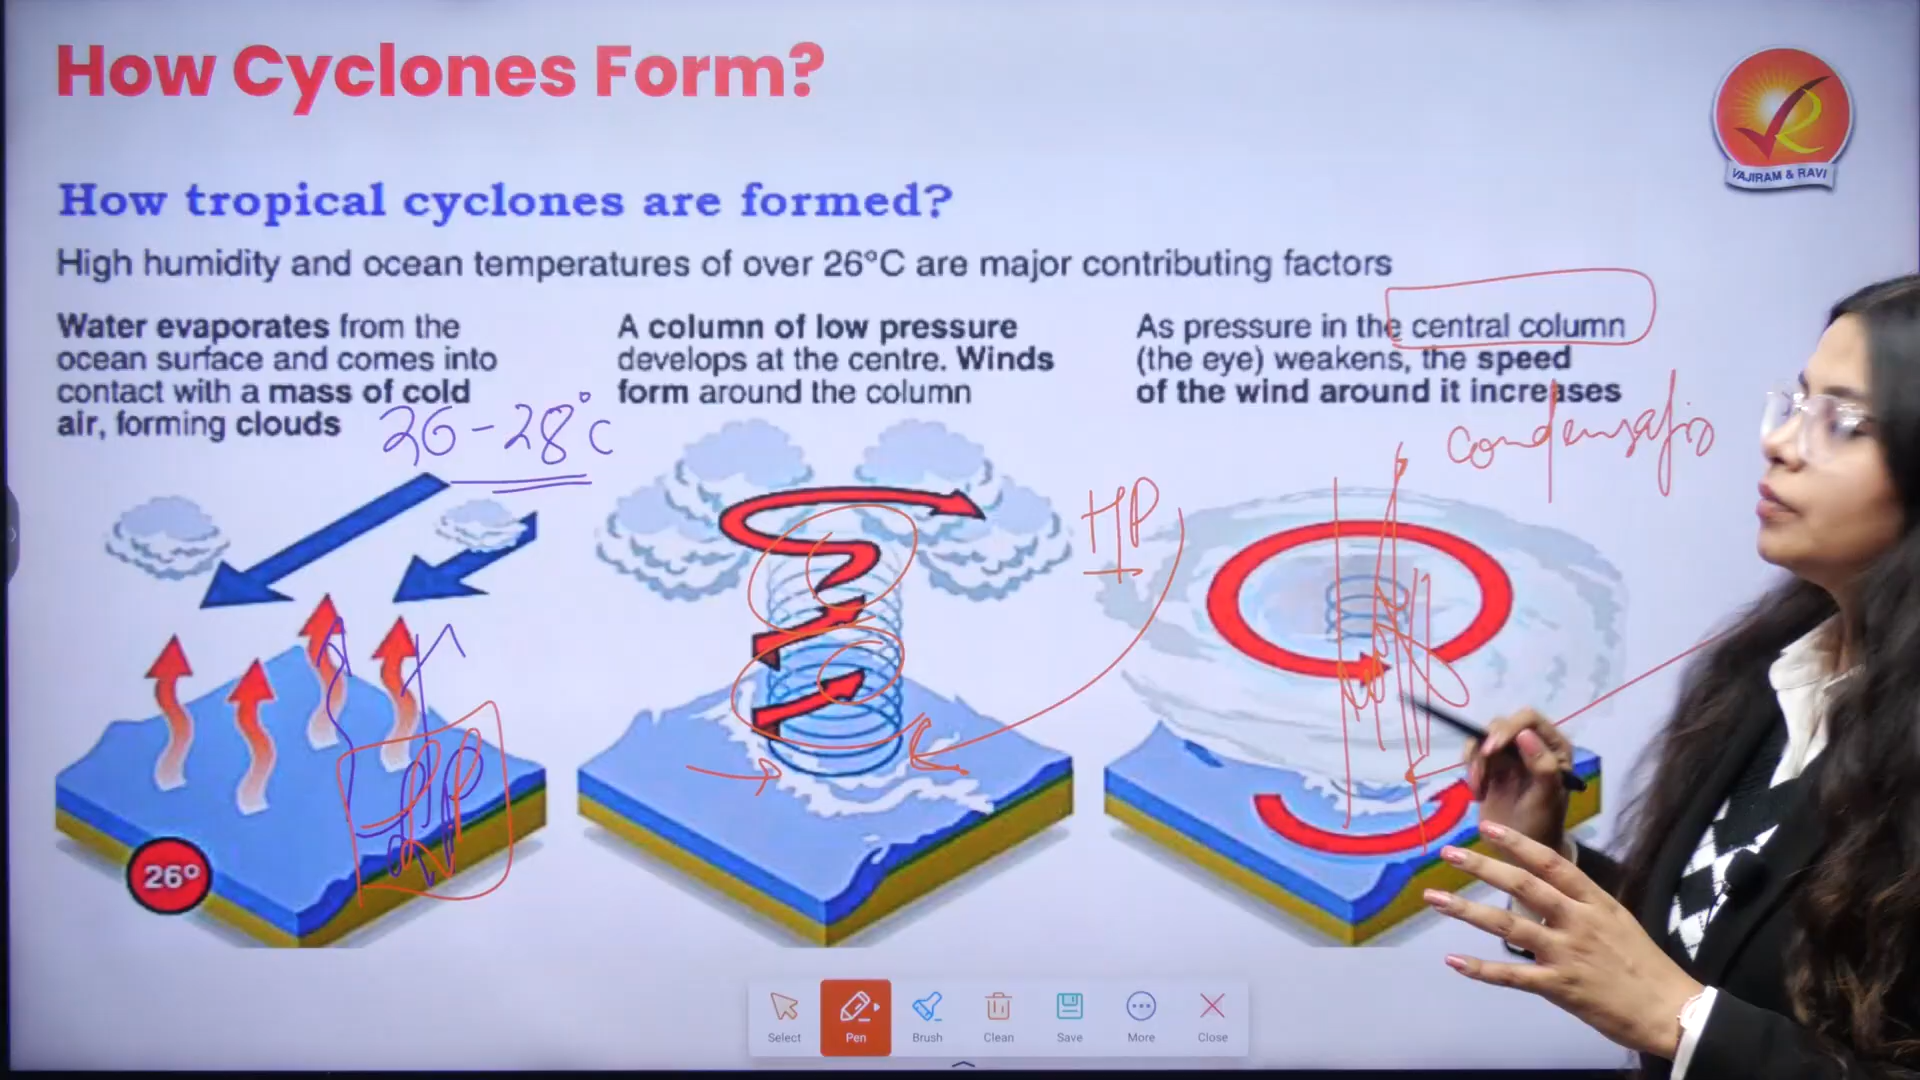 How Cyclones Form?
VAJIRAM & RAVI
How tropical cyclones are formed?
High humidity and ocean temperatures of over 26°C are major contributing factors
Water evaporates from the
ocean surface and comes into
contact with a mass of cold
air, forming clouds
26-28°C
A column of low pressure
develops at the centre. Winds
form around the column
As pressure in the central column
(the eye) weakens, the speed
of the wind around it increases
HP
LP
26º
Select
Pen
Brush
Clean
Save
More
Close